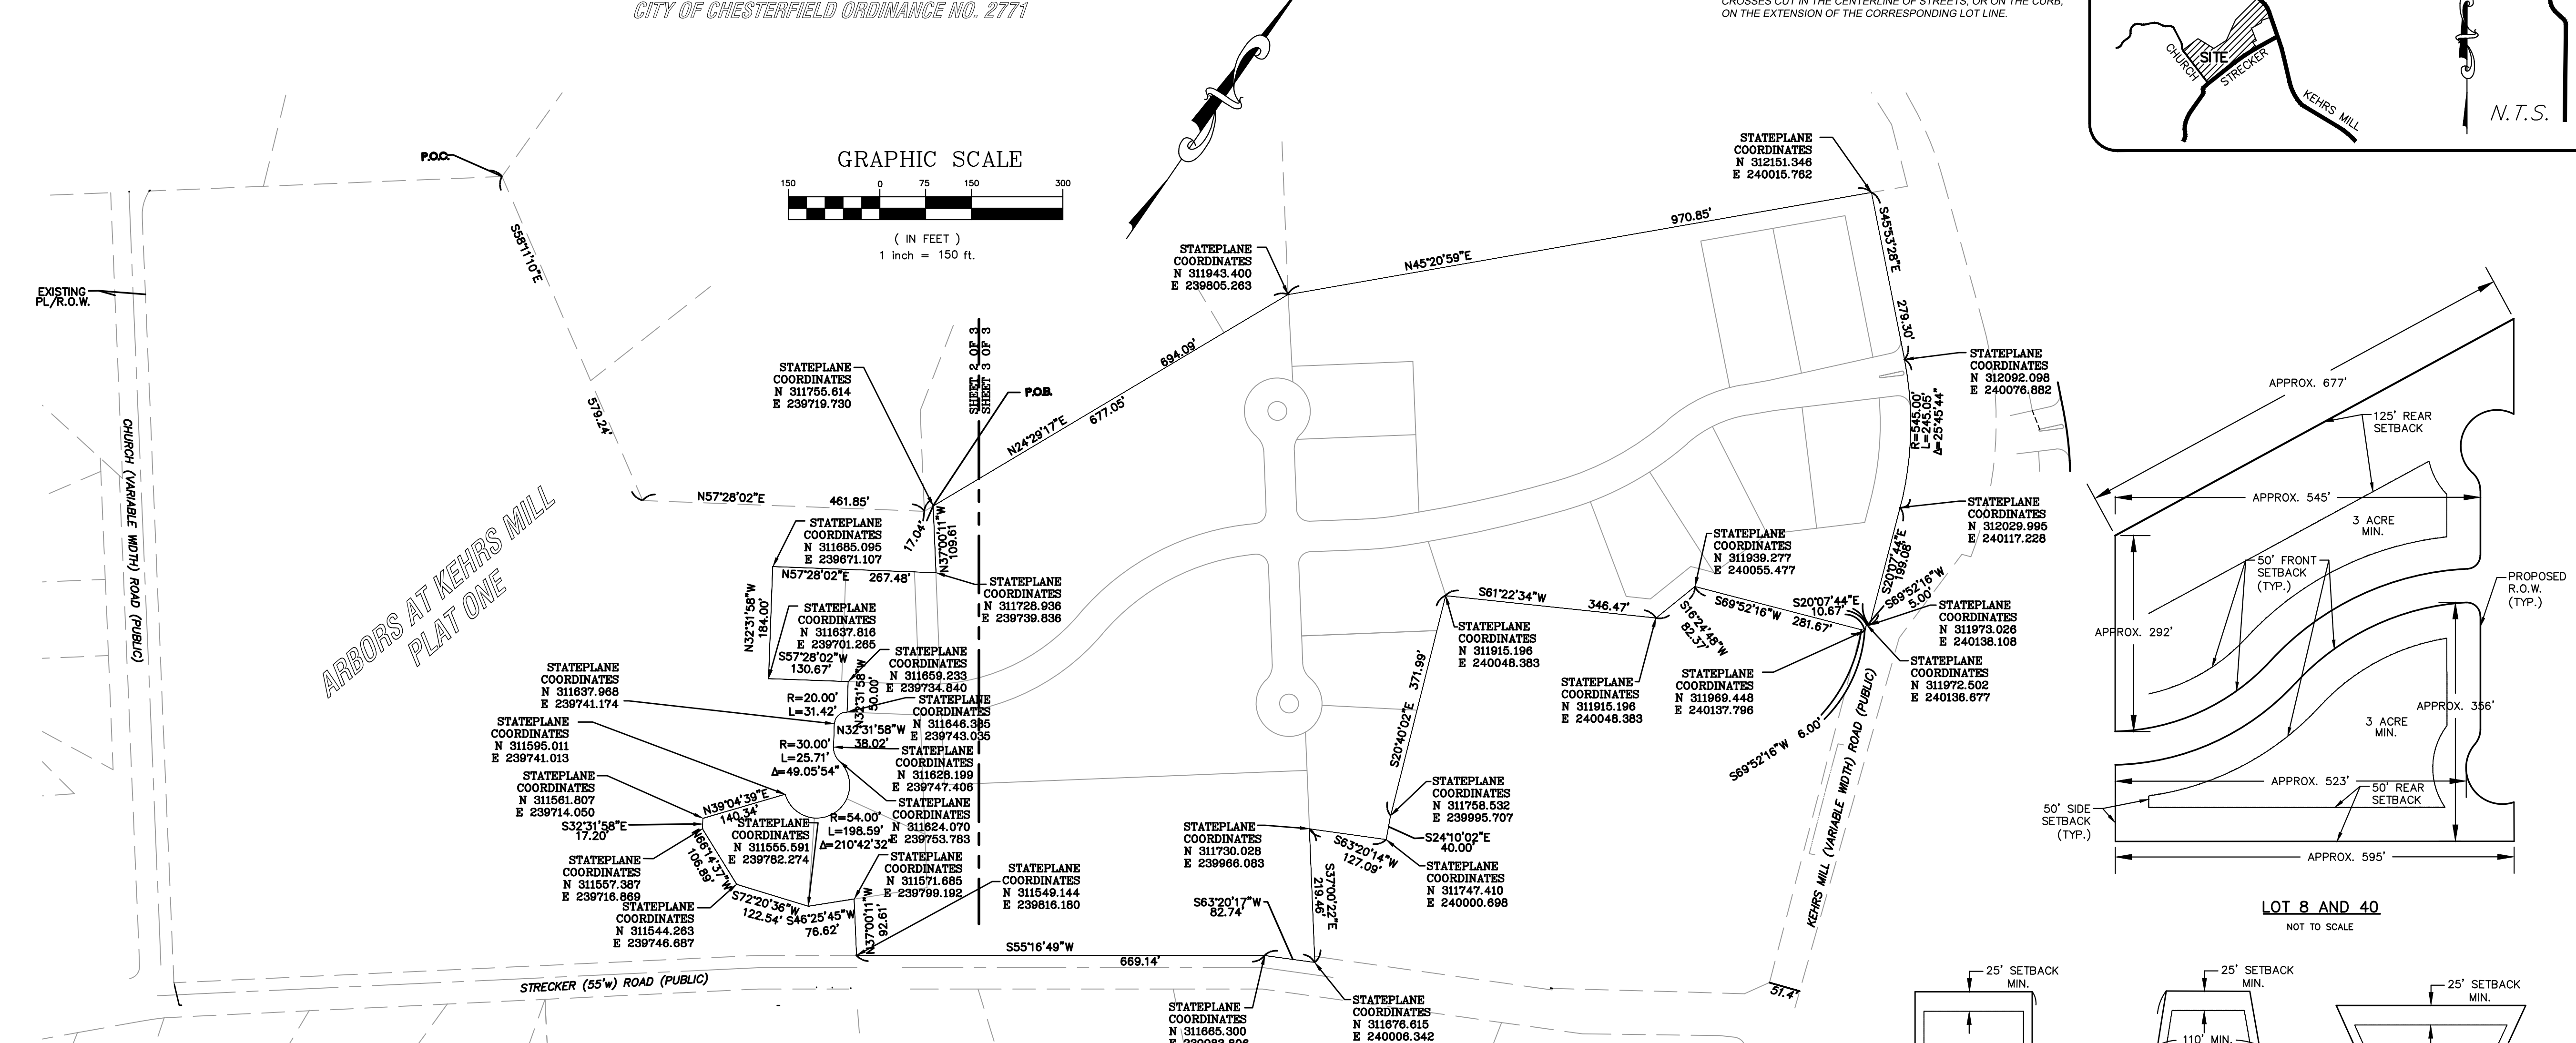 CITY OF CHESTERFIELD ORDINANCE NO. 2771
CROSSES CUT IN THE CENTERLINE OF STREETS, OR ON THE CURB,
ON THE EXTENSION OF THE CORRESPONDING LOT LINE.
SITE
CHURCH
STRECKER
KEHRS MILL
N.T.S.
P.O.C.
GRAPHIC SCALE
150 0 75 150 300
( IN FEET )
1 inch = 150 ft.
STATEPLANE
COORDINATES
N 312151.346
E 240015.762
970.85'
N45°20'59"E
S45°53'28"E
279.30'
STATEPLANE
COORDINATES
N 311943.400
E 239805.263
S58°11'10"E
579.24'
EXISTING
PL/R.O.W.
CHURCH (VARIABLE WIDTH) ROAD (PUBLIC)
ARBORS AT KEHRS MILL
PLAT ONE
SHEET 2 OF 3
SHEET 3 OF 3
694.09'
N24°29'17"E
677.05'
P.O.B.
STATEPLANE
COORDINATES
N 311755.614
E 239719.730
STATEPLANE
COORDINATES
N 312092.098
E 240076.882
R=545.00'
L=245.05'
Δ=25°45'44"
N57°28'02"E
461.85'
17.04'
N37°00'11"W
109.61
STATEPLANE
COORDINATES
N 311685.095
E 239671.107
N57°28'02"E
267.48'
STATEPLANE
COORDINATES
N 311728.936
E 239739.836
N32°31'58"W
184.00'
STATEPLANE
COORDINATES
N 311637.816
E 239701.265
S57°28'02"W
130.67'
STATEPLANE
COORDINATES
N 311659.233
E 239734.840
N32°31'58"W
50.00'
STATEPLANE
COORDINATES
N 311637.968
E 239741.174
R=20.00'
L=31.42'
STATEPLANE
COORDINATES
N 311646.385
E 239743.035
N32°31'58"W
38.02'
STATEPLANE
COORDINATES
N 311595.011
E 239741.013
R=30.00'
L=25.71'
Δ=49.05'54"
STATEPLANE
COORDINATES
N 311628.199
E 239747.406
STATEPLANE
COORDINATES
N 311561.807
E 239714.050
N39°04'39"E
140.34'
STATEPLANE
COORDINATES
N 311624.070
E 239753.783
S32°31'58"E
17.20'
STATEPLANE
COORDINATES
N 311555.591
E 239782.274
R=54.00'
L=198.59'
Δ=210°42'32"
N66°14'37"W
106.89'
STATEPLANE
COORDINATES
N 311557.387
E 239716.869
STATEPLANE
COORDINATES
N 311571.685
E 239799.192
STATEPLANE
COORDINATES
N 311549.144
E 239816.180
STATEPLANE
COORDINATES
N 311544.263
E 239746.687
S72°20'36"W
122.54'
S46°25'45"W
76.62'
N37°00'11"W
92.61'
S55°16'49"W
669.14'
STRECKER (55'w) ROAD (PUBLIC)
STATEPLANE
COORDINATES
N 312029.995
E 240117.228
STATEPLANE
COORDINATES
N 311939.277
E 240055.477
S61°22'34"W
346.47'
S16°24'48"W
82.37'
S69°52'16"W
281.67'
S20°07'44"E
10.67'
S20°07'44"E
199.08'
S69°52'16"W
5.00'
STATEPLANE
COORDINATES
N 311973.026
E 240138.108
STATEPLANE
COORDINATES
N 311915.196
E 240048.383
STATEPLANE
COORDINATES
N 311915.196
E 240048.383
STATEPLANE
COORDINATES
N 311969.448
E 240137.796
STATEPLANE
COORDINATES
N 311972.502
E 240136.677
S69°52'16"W 6.00'
KEHRS MILL (VARIABLE WIDTH) ROAD (PUBLIC)
51.4'
S20°40'02"E 371.99'
STATEPLANE
COORDINATES
N 311758.532
E 239995.707
STATEPLANE
COORDINATES
N 311730.028
E 239966.083
S63°20'14"W
127.09'
S24°10'02"E
40.00'
STATEPLANE
COORDINATES
N 311747.410
E 240000.698
S37°00'22"E
219.46'
S63°20'17"W
82.74'
STATEPLANE
COORDINATES
N 311665.300
STATEPLANE
COORDINATES
N 311676.615
E 240006.342
APPROX. 677'
125' REAR
SETBACK
APPROX. 545'
3 ACRE
MIN.
50' FRONT
SETBACK
(TYP.)
PROPOSED
R.O.W.
(TYP.)
APPROX. 292'
APPROX. 356'
3 ACRE
MIN.
APPROX. 523'
50' REAR
SETBACK
50' SIDE
SETBACK
(TYP.)
APPROX. 595'
LOT 8 AND 40
NOT TO SCALE
25' SETBACK
MIN.
25' SETBACK
MIN.
110' MIN.
25' SETBACK
MIN.